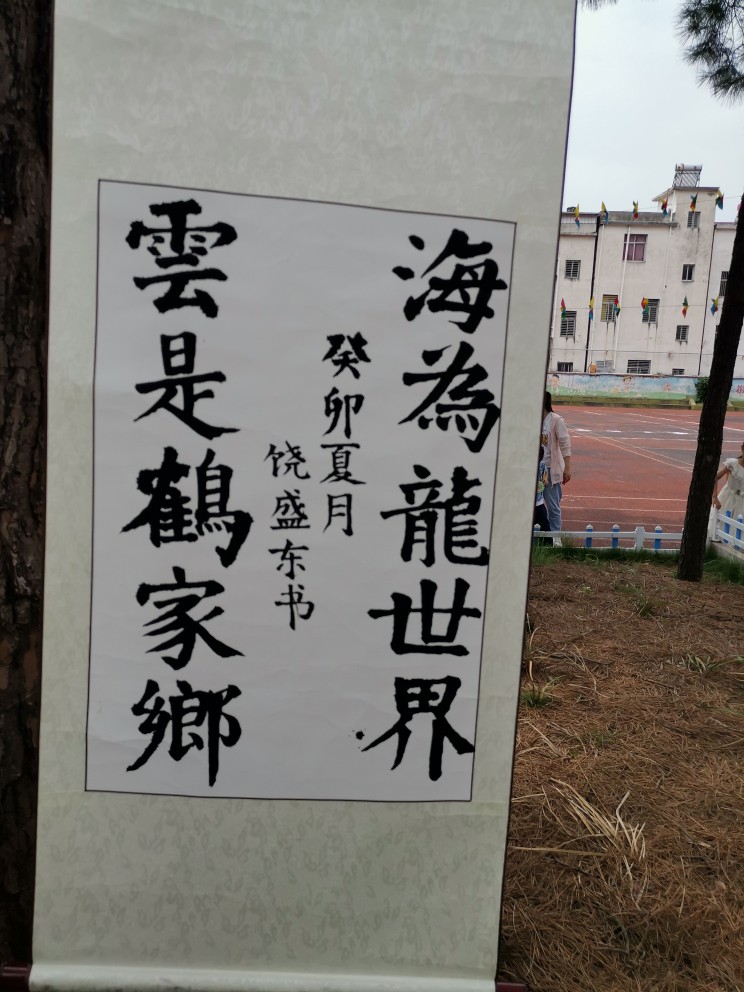 海為龍世界
癸卯夏月
饶盛东书
雲是鶴家鄉